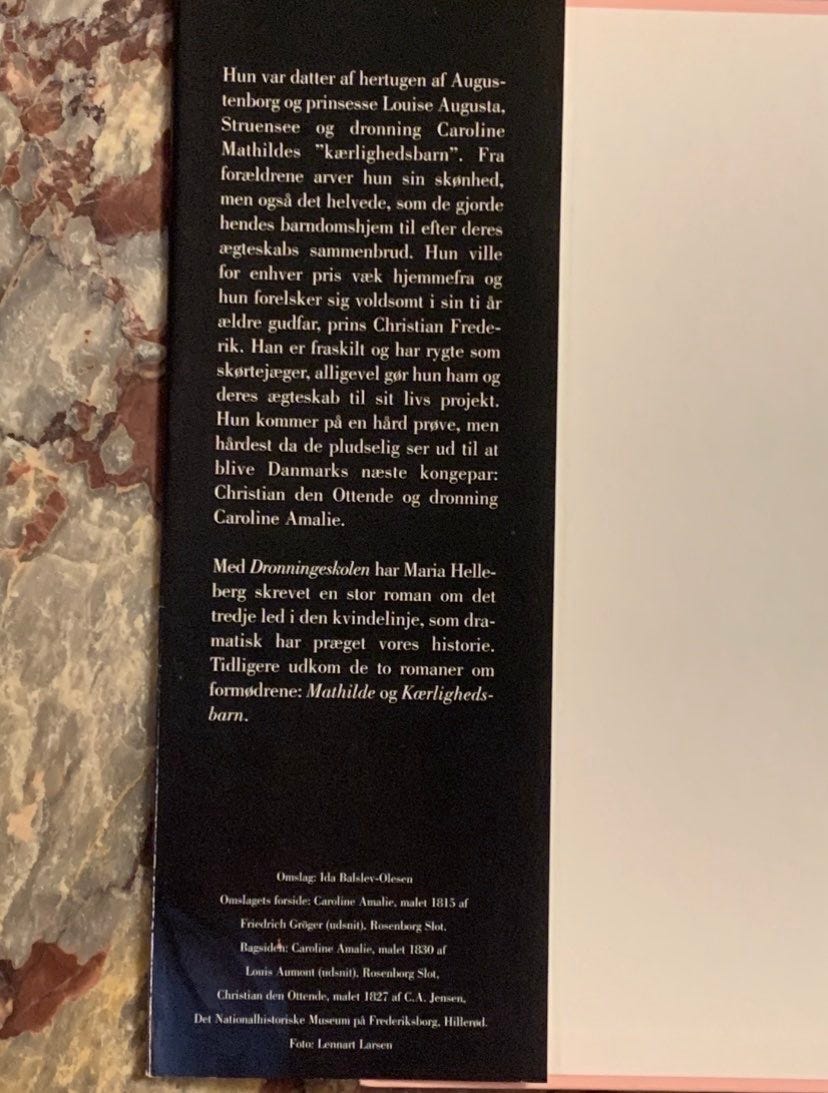 Hun var datter af hertugen af Augus-
tenborg og prinsesse Louise Augusta,
Struensee og dronning Caroline
Mathildes ”kærlighedsbarn”. Fra
forældrene arver hun sin skønhed,
men også det helvede, som de gjorde
hendes barndomshjem til efter deres
ægteskabs sammenbrud. Hun ville
for enhver pris væk hjemmefra og
hun forelsker sig voldsomt i sin ti år
ældre gudfar, prins Christian Frede-
rik. Han er fraskilt og har rygte som
skørtejæger, alligevel gør hun ham og
deres ægteskab til sit livs projekt.
Hun kommer på en hård prøve, men
hårdest da de pludselig ser ud til at
blive Danmarks næste kongepar:
Christian den Ottende og dronning
Caroline Amalie.
Med Dronningeskolen har Maria Helle-
berg skrevet en stor roman om det
tredje led i den kvindelinje, som dra-
matisk har præget vores historie.
Tidligere udkom de to romaner om
formødrene: Mathilde og Kærligheds-
barn.
Omslag: Ida Balslev-Olesen
Omslagets forside: Caroline Amalie, malet 1815 af
Friedrich Gröger (udsnit), Rosenborg Slot.
Bagsiden: Caroline Amalie, malet 1830 af
Louis Aumont (udsnit), Rosenborg Slot,
Christian den Ottende, malet 1827 af C.A. Jensen,
Det Nationalhistoriske Museum på Frederiksborg, Hillerød.
Foto: Lennart Larsen